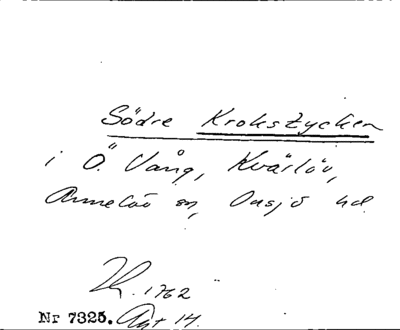 Södre Krokstycken
i Ö. Vång, Kvärlöv,
Annelöv sn, Onsjö hd
1762
Nr 7325. Akt 14.